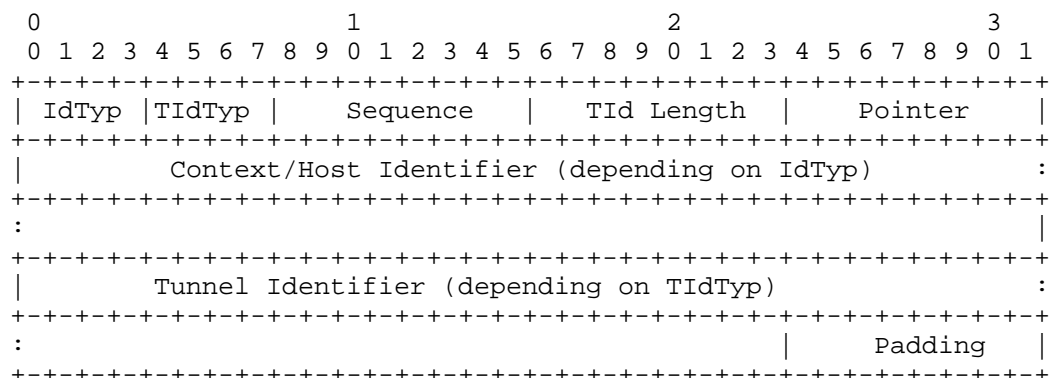 0                   1                   2                   3
 0 1 2 3 4 5 6 7 8 9 0 1 2 3 4 5 6 7 8 9 0 1 2 3 4 5 6 7 8 9 0 1
+-+-+-+-+-+-+-+-+-+-+-+-+-+-+-+-+-+-+-+-+-+-+-+-+-+-+-+-+-+-+-+-+
| IdTyp |TIdTyp |    Sequence   |   TId Length  |    Pointer    |
+-+-+-+-+-+-+-+-+-+-+-+-+-+-+-+-+-+-+-+-+-+-+-+-+-+-+-+-+-+-+-+-+
|         Context/Host Identifier (depending on IdTyp)          :
+-+-+-+-+-+-+-+-+-+-+-+-+-+-+-+-+-+-+-+-+-+-+-+-+-+-+-+-+-+-+-+-+
:                                                               |
+-+-+-+-+-+-+-+-+-+-+-+-+-+-+-+-+-+-+-+-+-+-+-+-+-+-+-+-+-+-+-+-+
|        Tunnel Identifier (depending on TIdTyp)                :
+-+-+-+-+-+-+-+-+-+-+-+-+-+-+-+-+-+-+-+-+-+-+-+-+-+-+-+-+-+-+-+-+
:                                               |     Padding   |
+-+-+-+-+-+-+-+-+-+-+-+-+-+-+-+-+-+-+-+-+-+-+-+-+-+-+-+-+-+-+-+-+